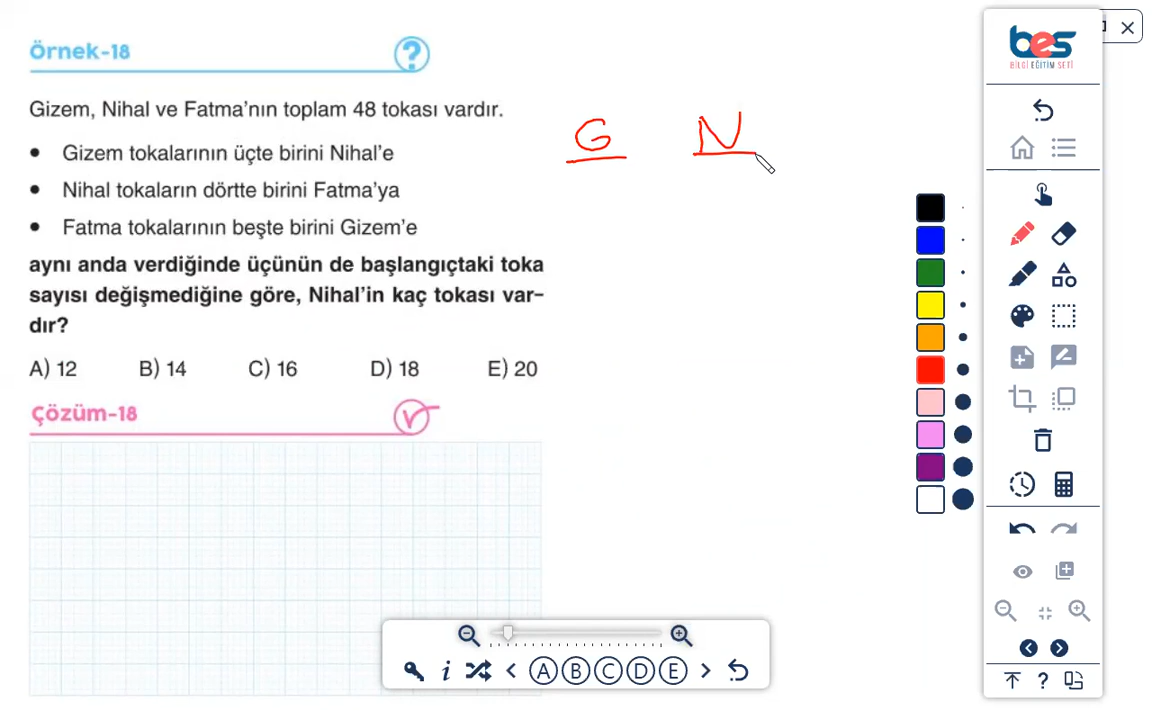 Örnek-18
?
Gizem, Nihal ve Fatma'nın toplam 48 tokası vardır.
• Gizem tokalarının üçte birini Nihal'e
• Nihal tokaların dörtte birini Fatma'ya
• Fatma tokalarının beşte birini Gizem'e
aynı anda verdiğinde üçünün de başlangıçtaki toka
sayısı değişmediğine göre, Nihal'in kaç tokası var-
dır?
A) 12 B) 14 C) 16 D) 18 E) 20
Çözüm-18
G N
bes
BİLGİ EĞİTİM SETİ
i A B C D E
?